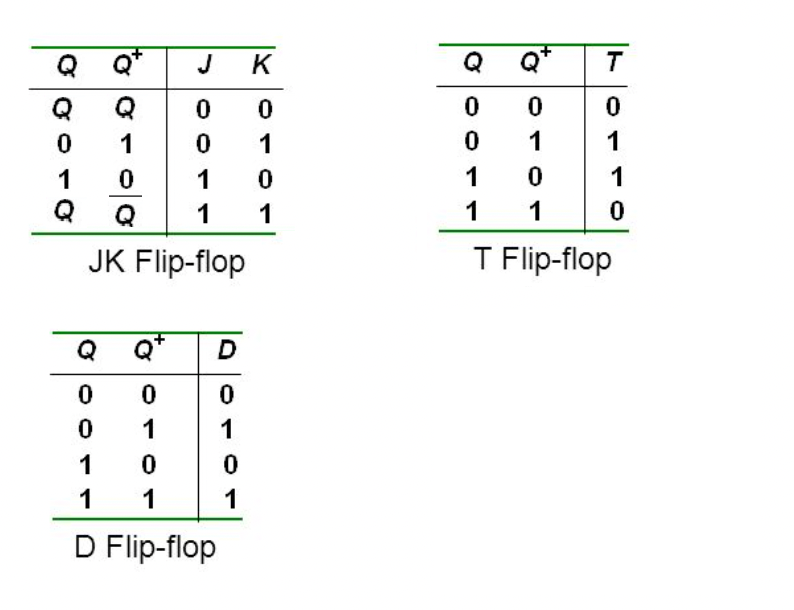 Q Q+ J K
Q Q 0 0
0 1 0 1
1 0 1 0
Q Q̅ 1 1
JK Flip-flop
Q Q+ T
0 0 0
0 1 1
1 0 1
1 1 0
T Flip-flop
Q Q+ D
0 0 0
0 1 1
1 0 0
1 1 1
D Flip-flop